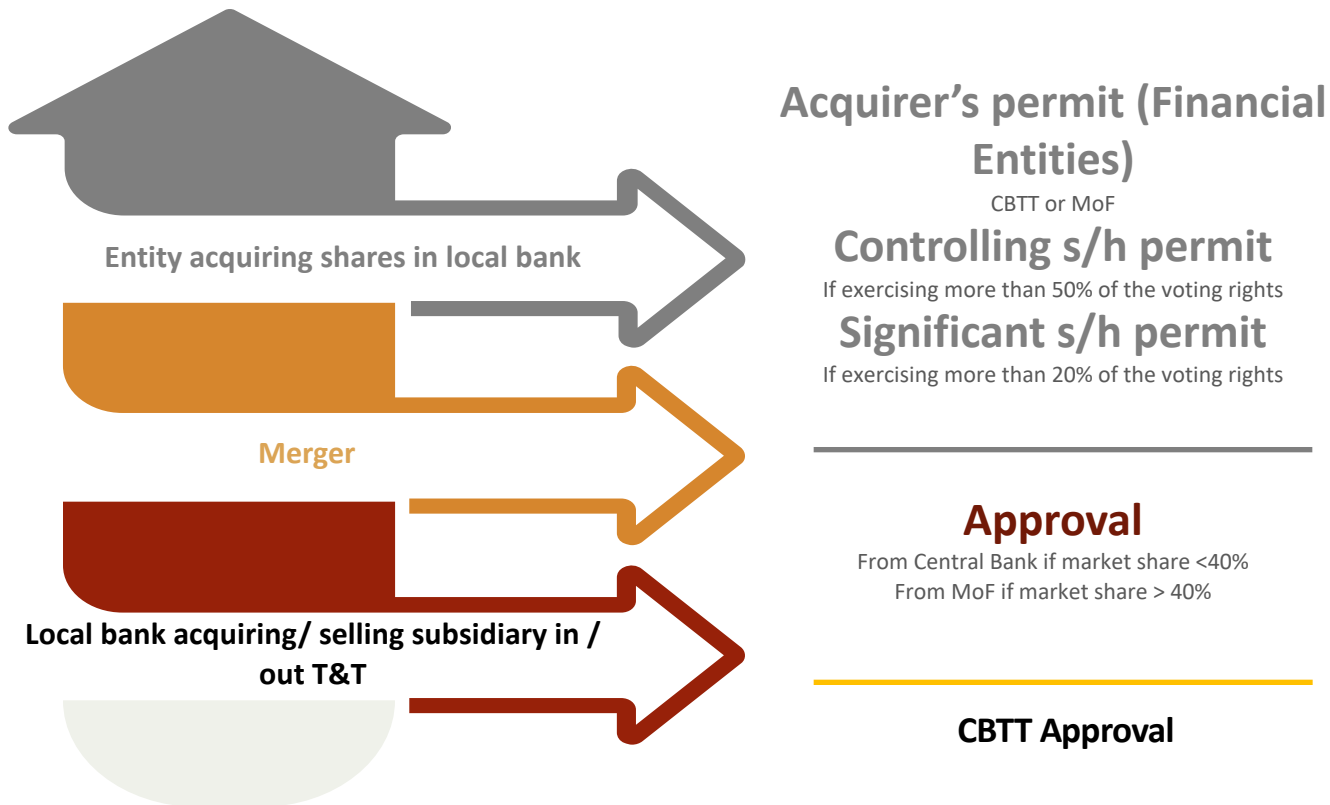 Entity acquiring shares in local bank
Merger
Local bank acquiring/ selling subsidiary in /
out T&T
Acquirer’s permit (Financial
Entities)
CBTT or MoF
Controlling s/h permit
If exercising more than 50% of the voting rights
Significant s/h permit
If exercising more than 20% of the voting rights
Approval
From Central Bank if market share <40%
From MoF if market share > 40%
CBTT Approval